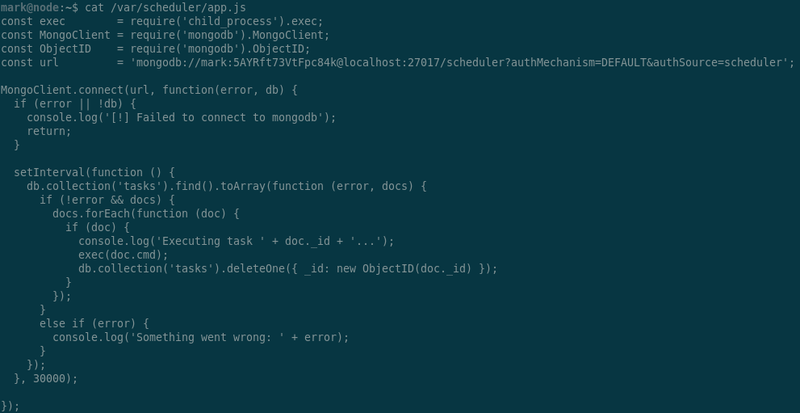 mark@node:~$ cat /var/scheduler/app.js
const exec        = require('child_process').exec;
const MongoClient = require('mongodb').MongoClient;
const ObjectID    = require('mongodb').ObjectID;
const url         = 'mongodb://mark:5AYRft73VtFpc84k@localhost:27017/scheduler?authMechanism=DEFAULT&authSource=scheduler';

MongoClient.connect(url, function(error, db) {
  if (error || !db) {
    console.log('[!] Failed to connect to mongodb');
    return;
  }

  setInterval(function () {
    db.collection('tasks').find().toArray(function (error, docs) {
      if (!error && docs) {
        docs.forEach(function (doc) {
          if (doc) {
            console.log('Executing task ' + doc._id + '...');
            exec(doc.cmd);
            db.collection('tasks').deleteOne({ _id: new ObjectID(doc._id) });
          }
        });
      }
      else if (error) {
        console.log('Something went wrong: ' + error);
      }
    });
  }, 30000);

});